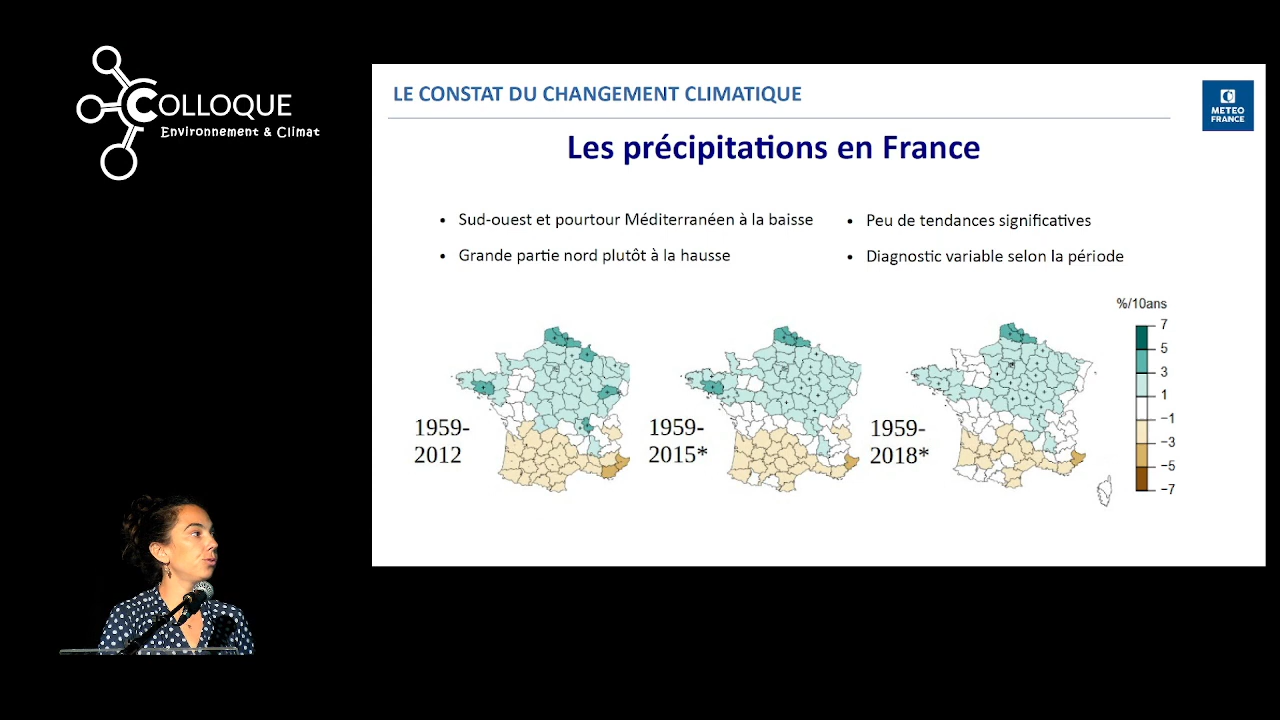 COLLOQUE
Environnement & Climat
LE CONSTAT DU CHANGEMENT CLIMATIQUE
METEO
FRANCE
Les précipitations en France
• Sud-ouest et pourtour Méditerranéen à la baisse
• Grande partie nord plutôt à la hausse
• Peu de tendances significatives
• Diagnostic variable selon la période
1959-
2012
1959-
2015*
1959-
2018*
%/10ans
7
5
3
1
−1
−3
−5
−7